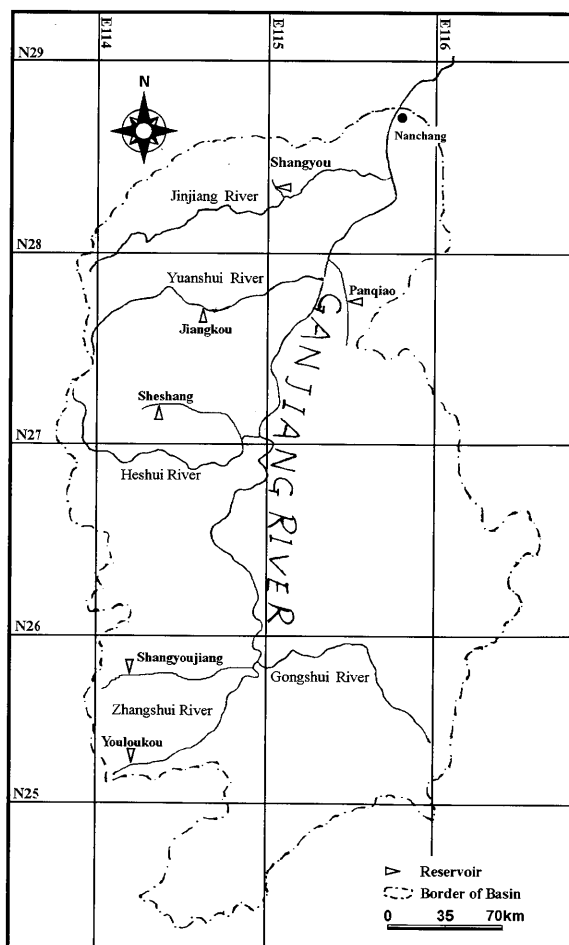 E114
E115
E116
N29
N
Nanchang
Shangyou
Jinjiang River
N28
Yuanshui River
Panqiao
Jiangkou
GANJIANG RIVER
Sheshang
N27
Heshui River
N26
Shangyoujiang
Gongshui River
Zhangshui River
Youloukou
N25
Reservoir
Border of Basin
0 35 70km